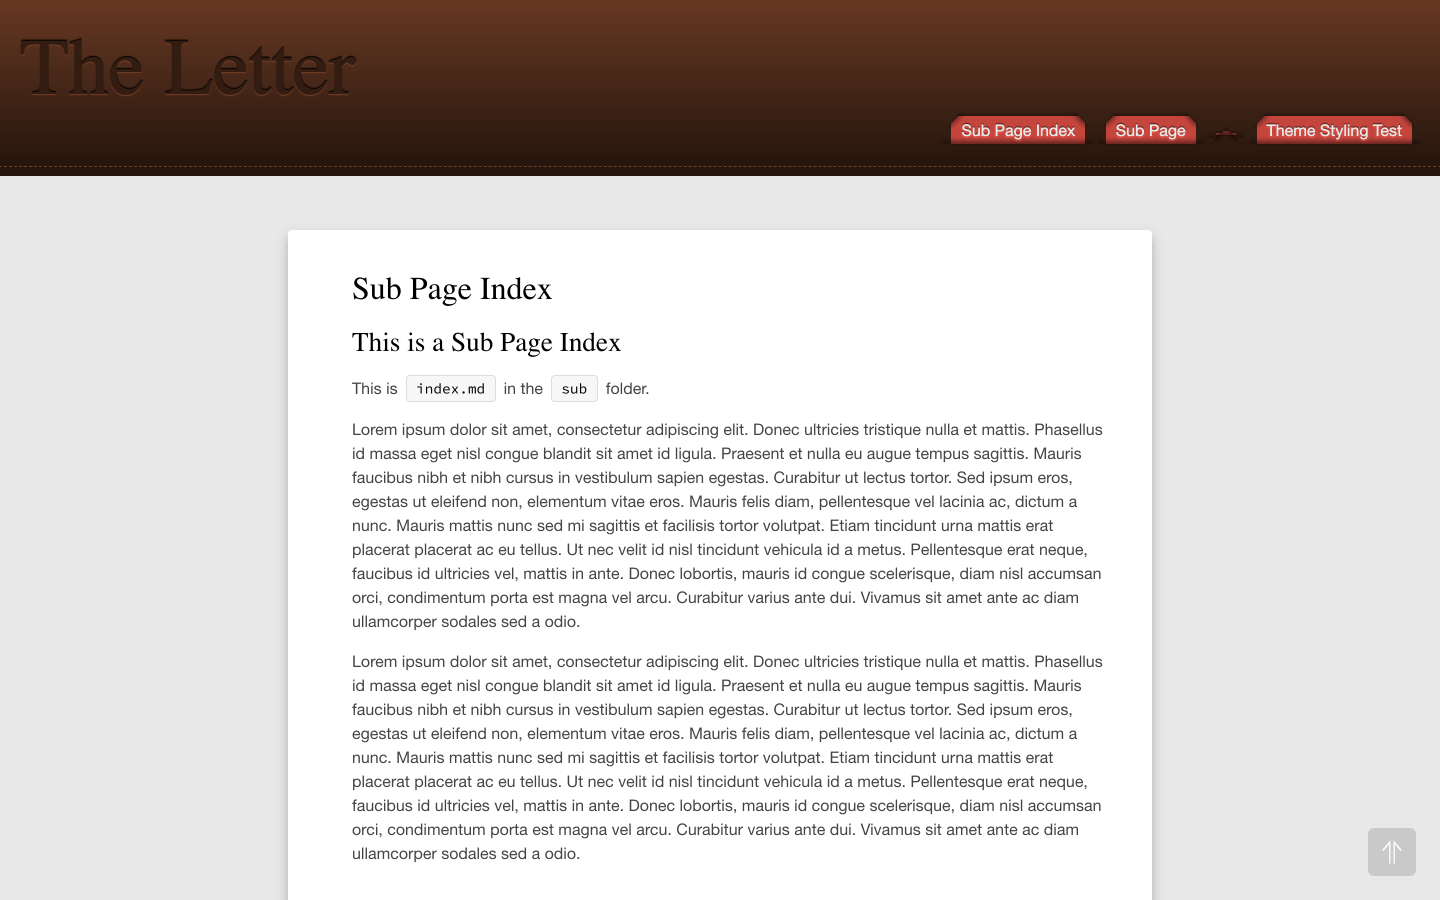 The Letter
Sub Page Index
Sub Page
Theme Styling Test
Sub Page Index
This is a Sub Page Index
This is index.md in the sub folder.
Lorem ipsum dolor sit amet, consectetur adipiscing elit. Donec ultricies tristique nulla et mattis. Phasellus
id massa eget nisl congue blandit sit amet id ligula. Praesent et nulla eu augue tempus sagittis. Mauris
faucibus nibh et nibh cursus in vestibulum sapien egestas. Curabitur ut lectus tortor. Sed ipsum eros,
egestas ut eleifend non, elementum vitae eros. Mauris felis diam, pellentesque vel lacinia ac, dictum a
nunc. Mauris mattis nunc sed mi sagittis et facilisis tortor volutpat. Etiam tincidunt urna mattis erat
placerat placerat ac eu tellus. Ut nec velit id nisl tincidunt vehicula id a metus. Pellentesque erat neque,
faucibus id ultricies vel, mattis in ante. Donec lobortis, mauris id congue scelerisque, diam nisl accumsan
orci, condimentum porta est magna vel arcu. Curabitur varius ante dui. Vivamus sit amet ante ac diam
ullamcorper sodales sed a odio.
Lorem ipsum dolor sit amet, consectetur adipiscing elit. Donec ultricies tristique nulla et mattis. Phasellus
id massa eget nisl congue blandit sit amet id ligula. Praesent et nulla eu augue tempus sagittis. Mauris
faucibus nibh et nibh cursus in vestibulum sapien egestas. Curabitur ut lectus tortor. Sed ipsum eros,
egestas ut eleifend non, elementum vitae eros. Mauris felis diam, pellentesque vel lacinia ac, dictum a
nunc. Mauris mattis nunc sed mi sagittis et facilisis tortor volutpat. Etiam tincidunt urna mattis erat
placerat placerat ac eu tellus. Ut nec velit id nisl tincidunt vehicula id a metus. Pellentesque erat neque,
faucibus id ultricies vel, mattis in ante. Donec lobortis, mauris id congue scelerisque, diam nisl accumsan
orci, condimentum porta est magna vel arcu. Curabitur varius ante dui. Vivamus sit amet ante ac diam
ullamcorper sodales sed a odio.